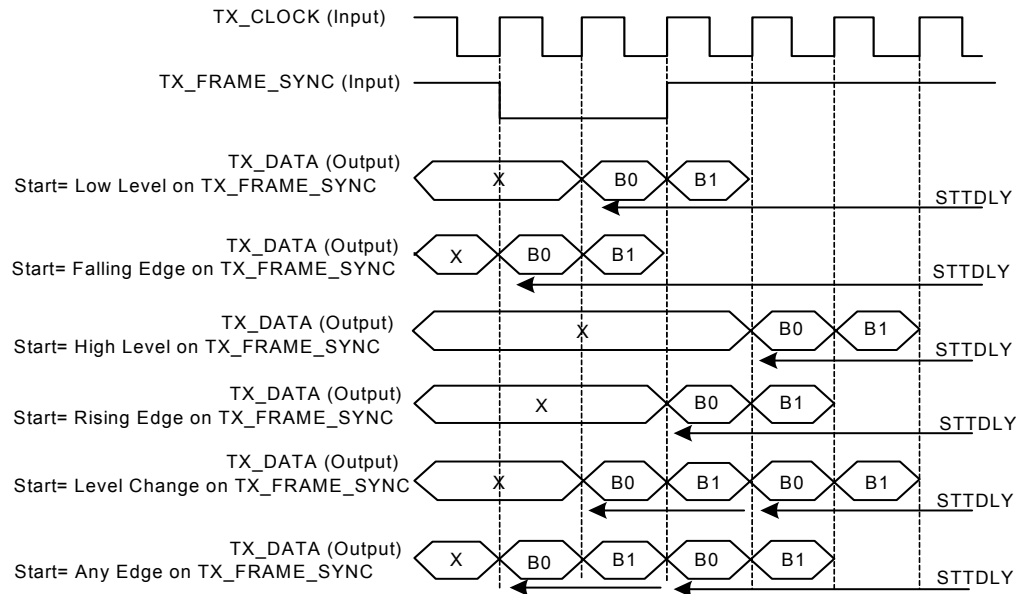 TX_CLOCK (Input)
TX_FRAME_SYNC (Input)
TX_DATA (Output)
Start= Low Level on TX_FRAME_SYNC
X B0 B1
STTDLY
TX_DATA (Output)
Start= Falling Edge on TX_FRAME_SYNC
X B0 B1
STTDLY
TX_DATA (Output)
Start= High Level on TX_FRAME_SYNC
X B0 B1
STTDLY
TX_DATA (Output)
Start= Rising Edge on TX_FRAME_SYNC
X B0 B1
STTDLY
TX_DATA (Output)
Start= Level Change on TX_FRAME_SYNC
X B0 B1 B0 B1
STTDLY
TX_DATA (Output)
Start= Any Edge on TX_FRAME_SYNC
X B0 B1 B0 B1
STTDLY